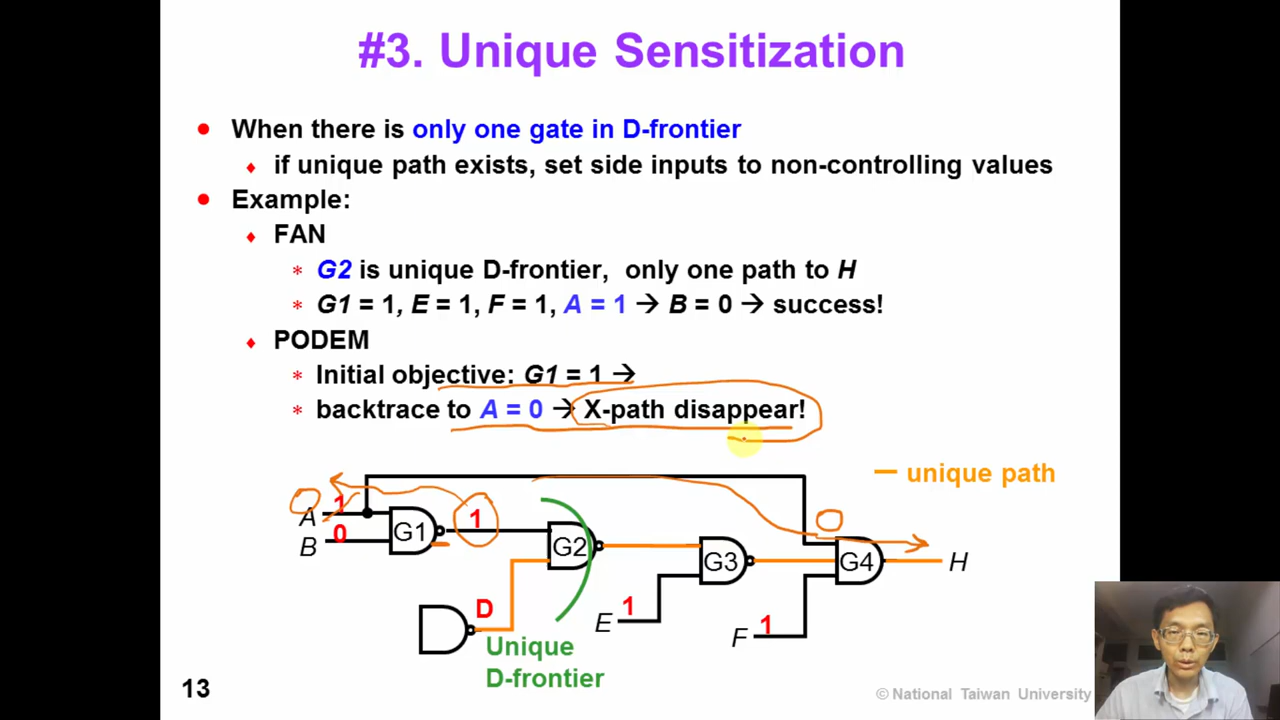 #3. Unique Sensitization
• When there is only one gate in D-frontier
♦ if unique path exists, set side inputs to non-controlling values
• Example:
♦ FAN
* G2 is unique D-frontier, only one path to H
* G1 = 1, E = 1, F = 1, A = 1 → B = 0 → success!
♦ PODEM
* Initial objective: G1 = 1 →
* backtrace to A = 0 → X-path disappear!
unique path
0
1
A
B
0
G1
1
G2
G3
0
G4
H
D
E
1
F
1
Unique
D-frontier
13
© National Taiwan University